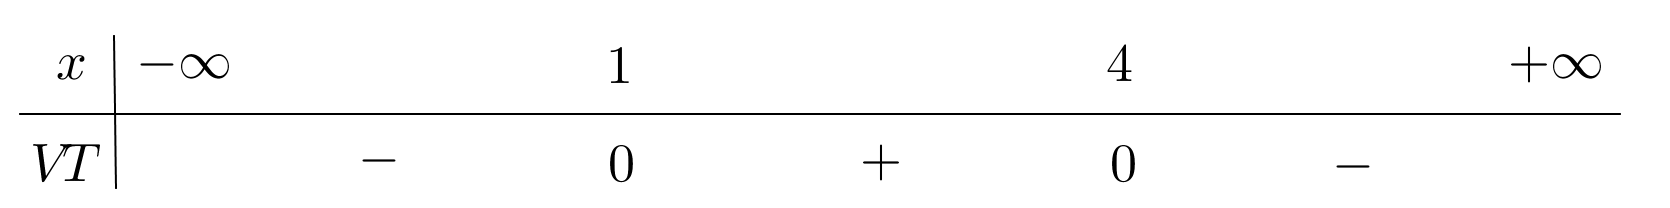 x −∞ 1 4 +∞
VT − 0 + 0 −